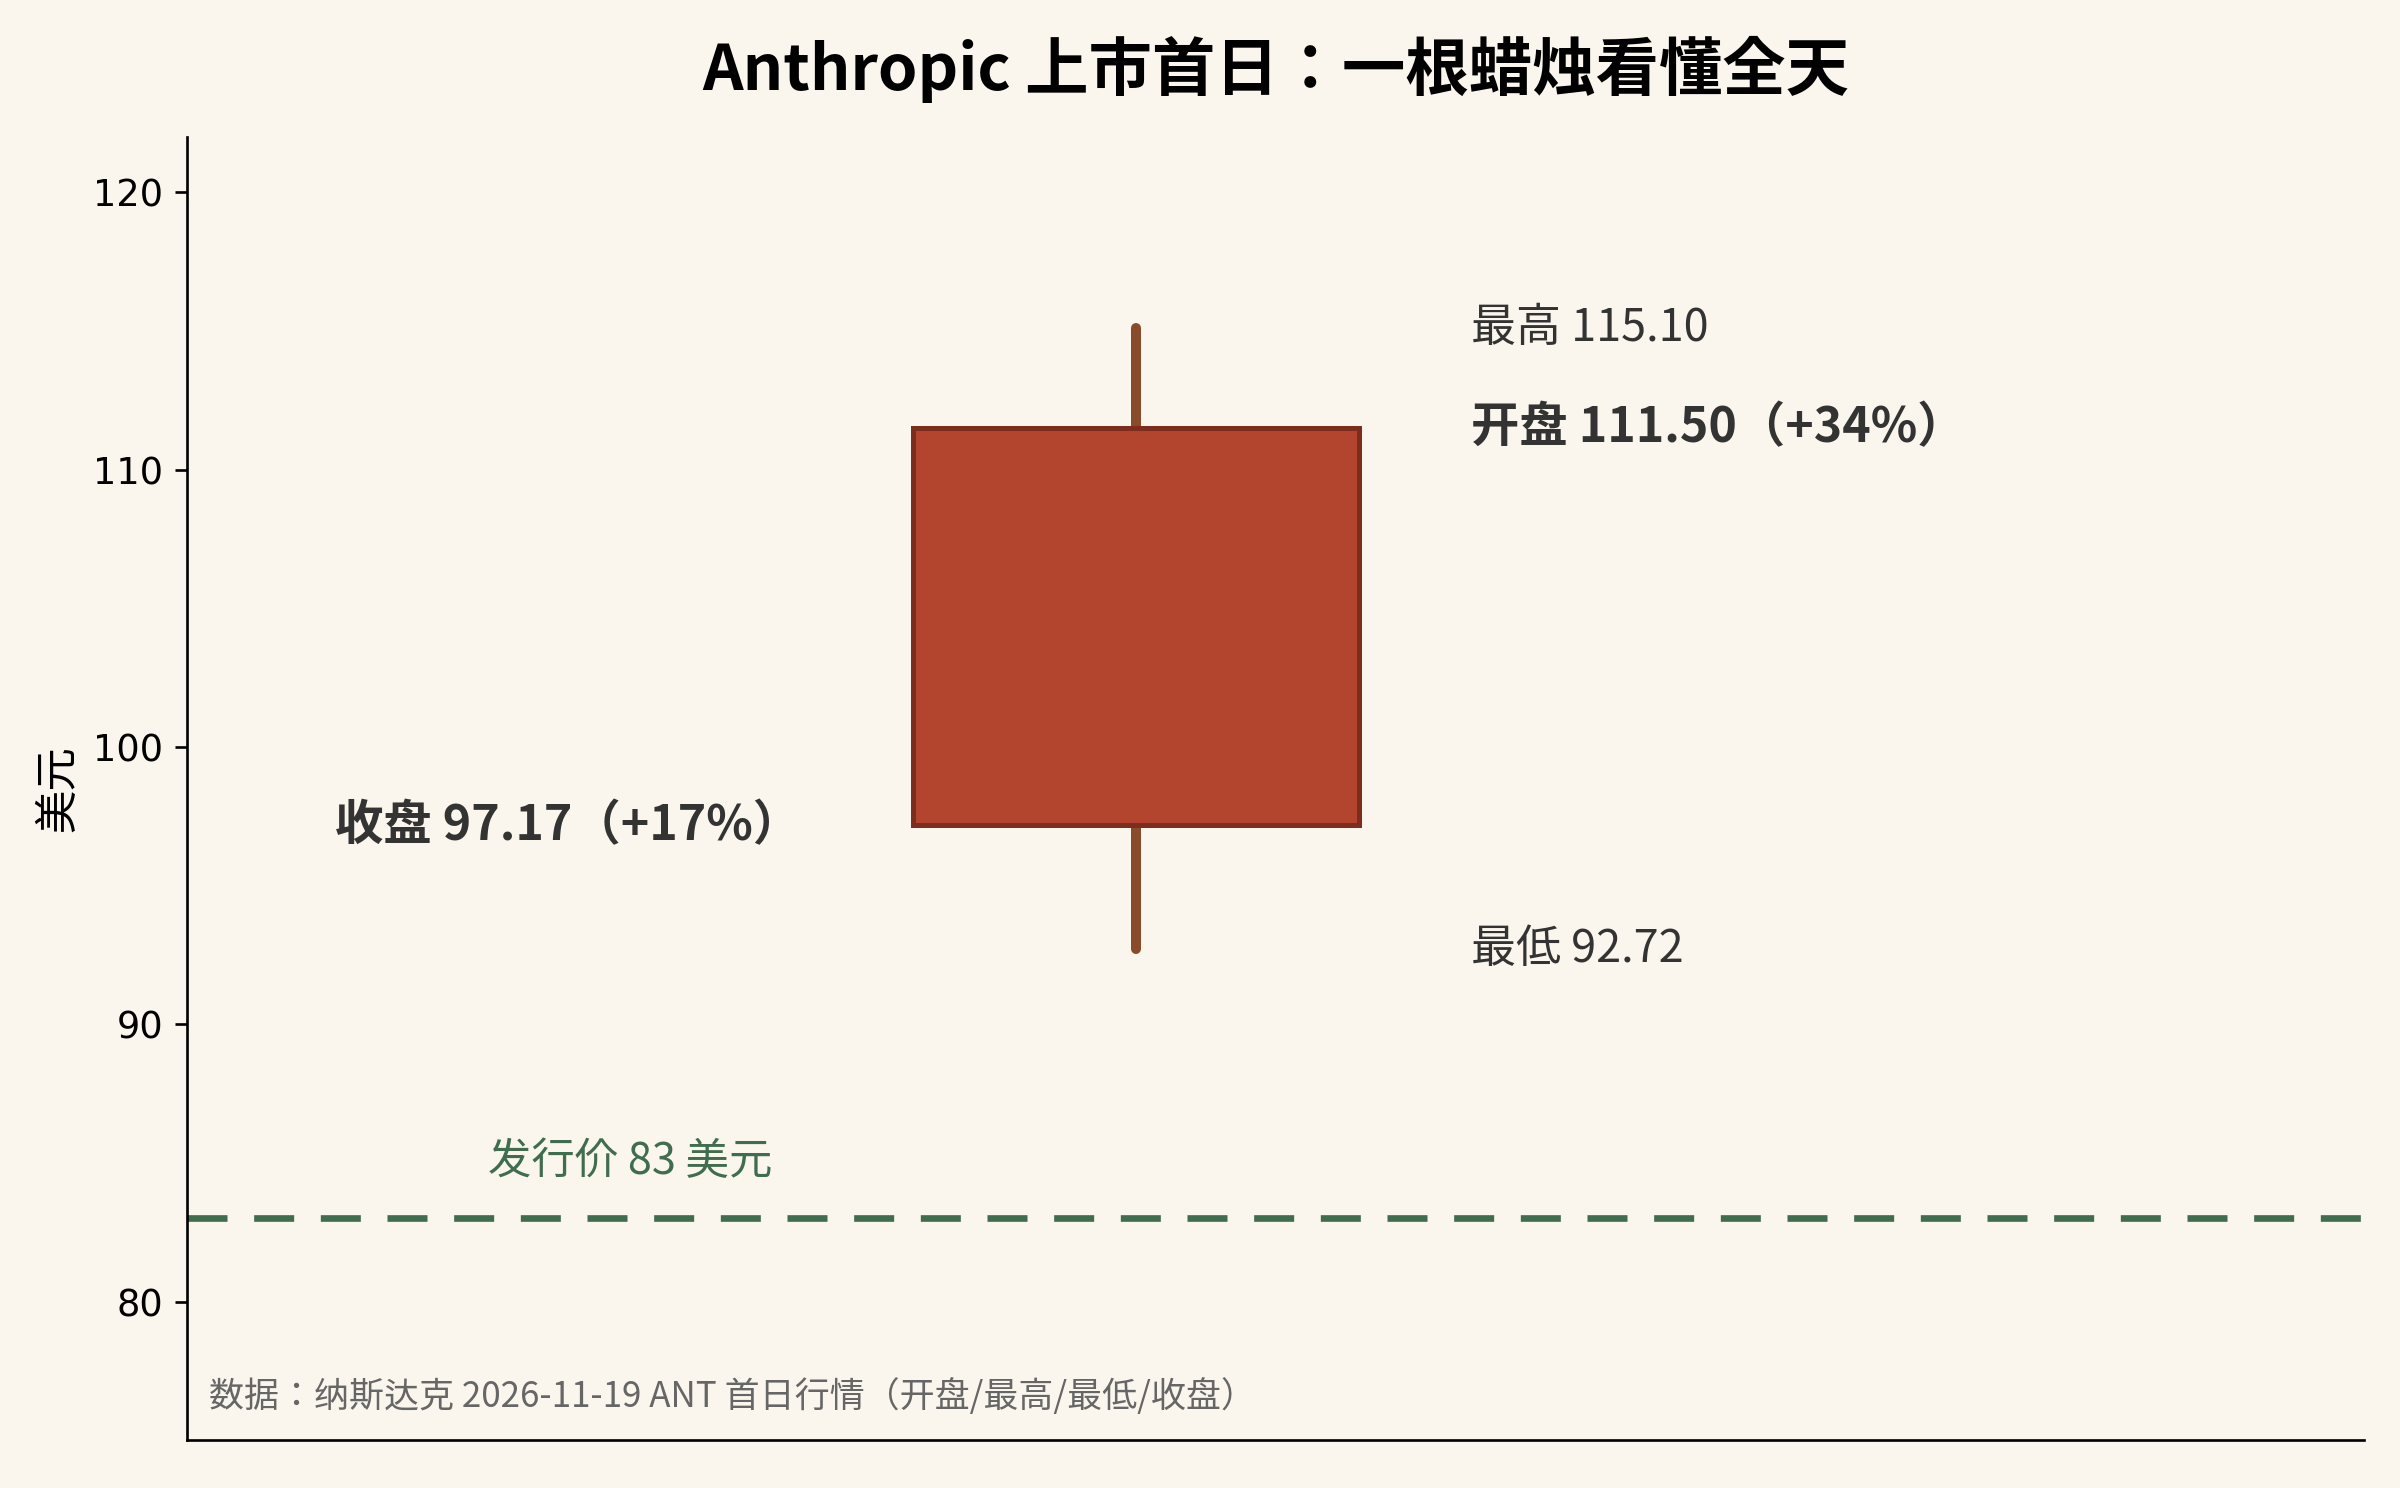 Anthropic 上市首日：一根蜡烛看懂全天
美元
120
110
100
90
80
最高 115.10
开盘 111.50（+34%）
收盘 97.17（+17%）
最低 92.72
发行价 83 美元
数据：纳斯达克 2026-11-19 ANT 首日行情（开盘/最高/最低/收盘）